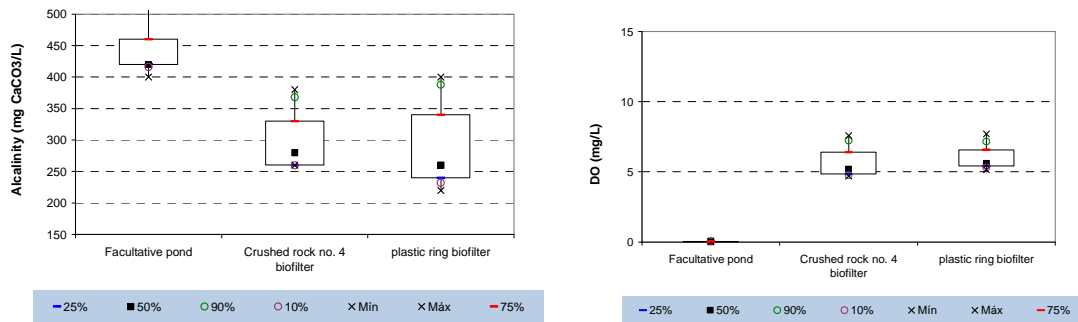 Alcalinity (mg CaCO3/L)
500
450
400
350
300
250
200
150
Facultative pond
Crushed rock no. 4
biofilter
plastic ring biofilter
25% 50% 90% 10% Mín Máx 75%
DO (mg/L)
15
10
5
0
Facultative pond
Crushed rock no. 4
biofilter
plastic ring biofilter
25% 50% 90% 10% Mín Máx 75%